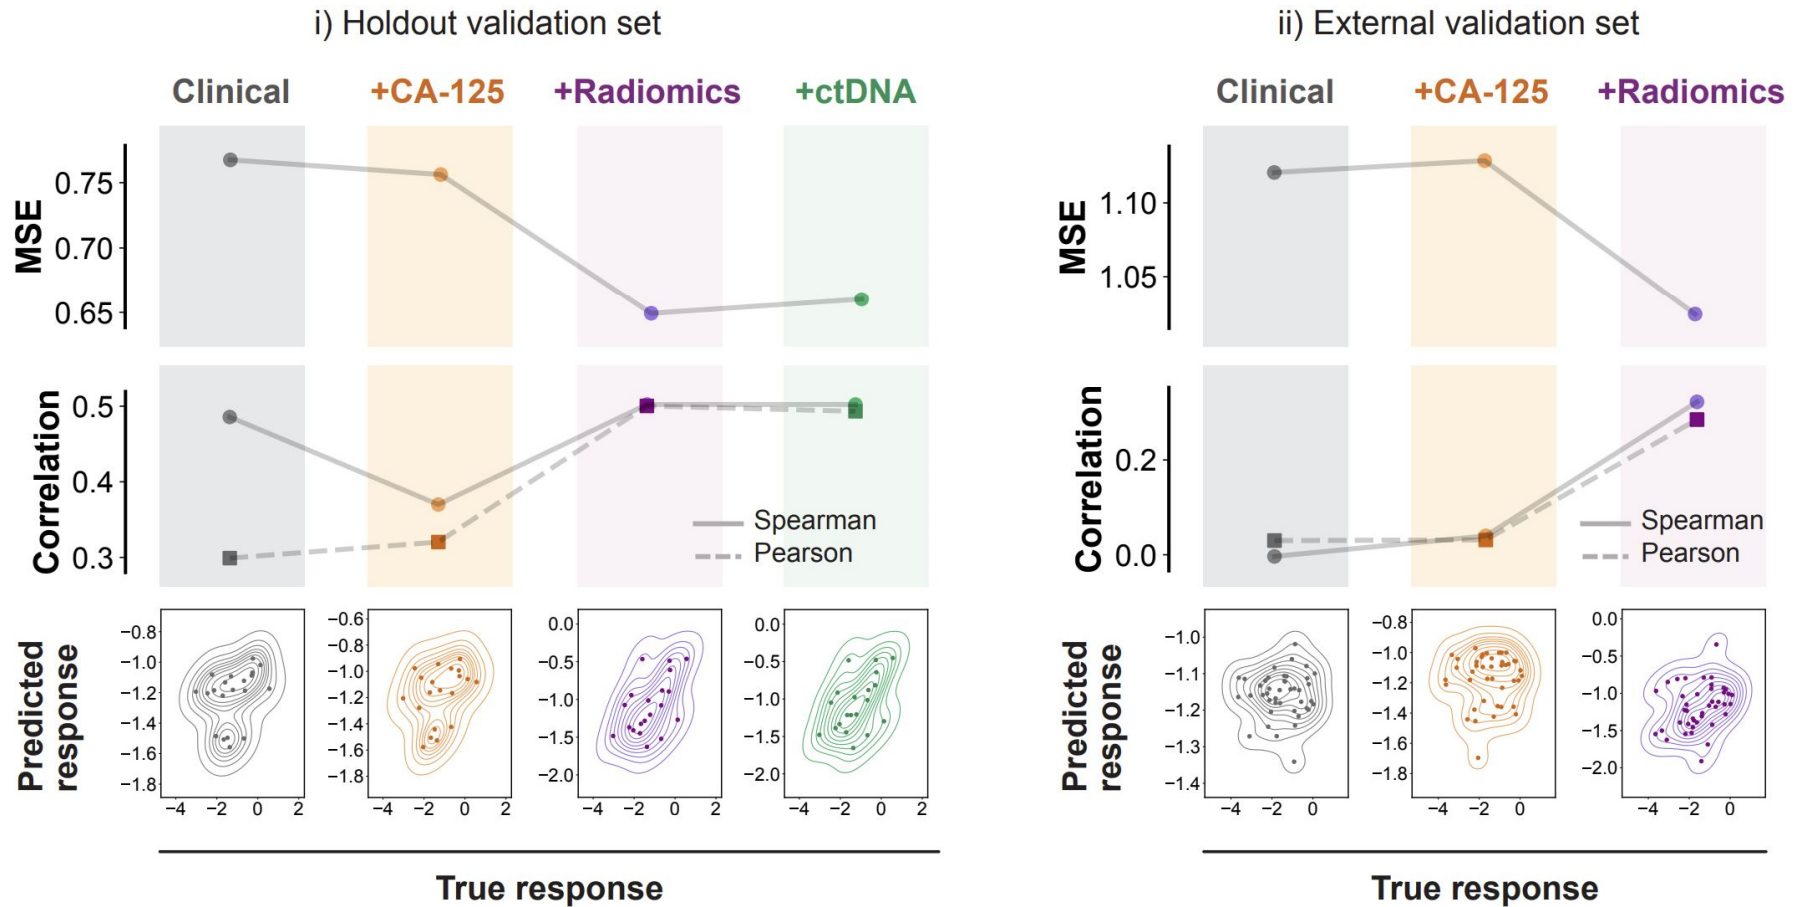 i) Holdout validation set
ii) External validation set
Clinical
+CA-125
+Radiomics
+ctDNA
Clinical
+CA-125
+Radiomics
MSE
0.75
0.70
0.65
MSE
1.10
1.05
Correlation
0.5
0.4
0.3
Spearman
Pearson
Correlation
0.2
0.0
Spearman
Pearson
Predicted
response
−0.8
−1.0
−1.2
−1.4
−1.6
−1.8
−4 −2 0 2
−0.6
−0.8
−1.0
−1.2
−1.4
−1.6
−1.8
−4 −2 0 2
0.0
−0.5
−1.0
−1.5
−2.0
−4 −2 0 2
0.0
−0.5
−1.0
−1.5
−2.0
−4 −2 0 2
True response
Predicted
response
−1.0
−1.1
−1.2
−1.3
−1.4
−4 −2 0
−0.8
−1.0
−1.2
−1.4
−1.6
−1.8
−4 −2 0
0.0
−0.5
−1.0
−1.5
−2.0
−4 −2 0
True response